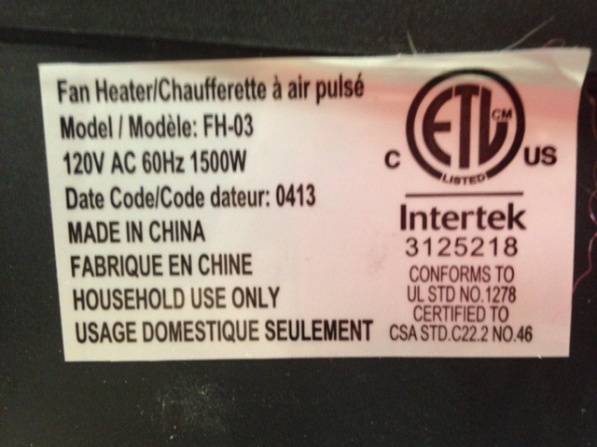 Fan Heater/Chaufferette à air pulsé
Model / Modèle: FH-03
120V AC 60Hz 1500W
Date Code/Code dateur: 0413
MADE IN CHINA
FABRIQUE EN CHINE
HOUSEHOLD USE ONLY
USAGE DOMESTIQUE SEULEMENT
ETL CM
C US
LISTED
Intertek
3125218
CONFORMS TO
UL STD NO.1278
CERTIFIED TO
CSA STD.C22.2 NO.46